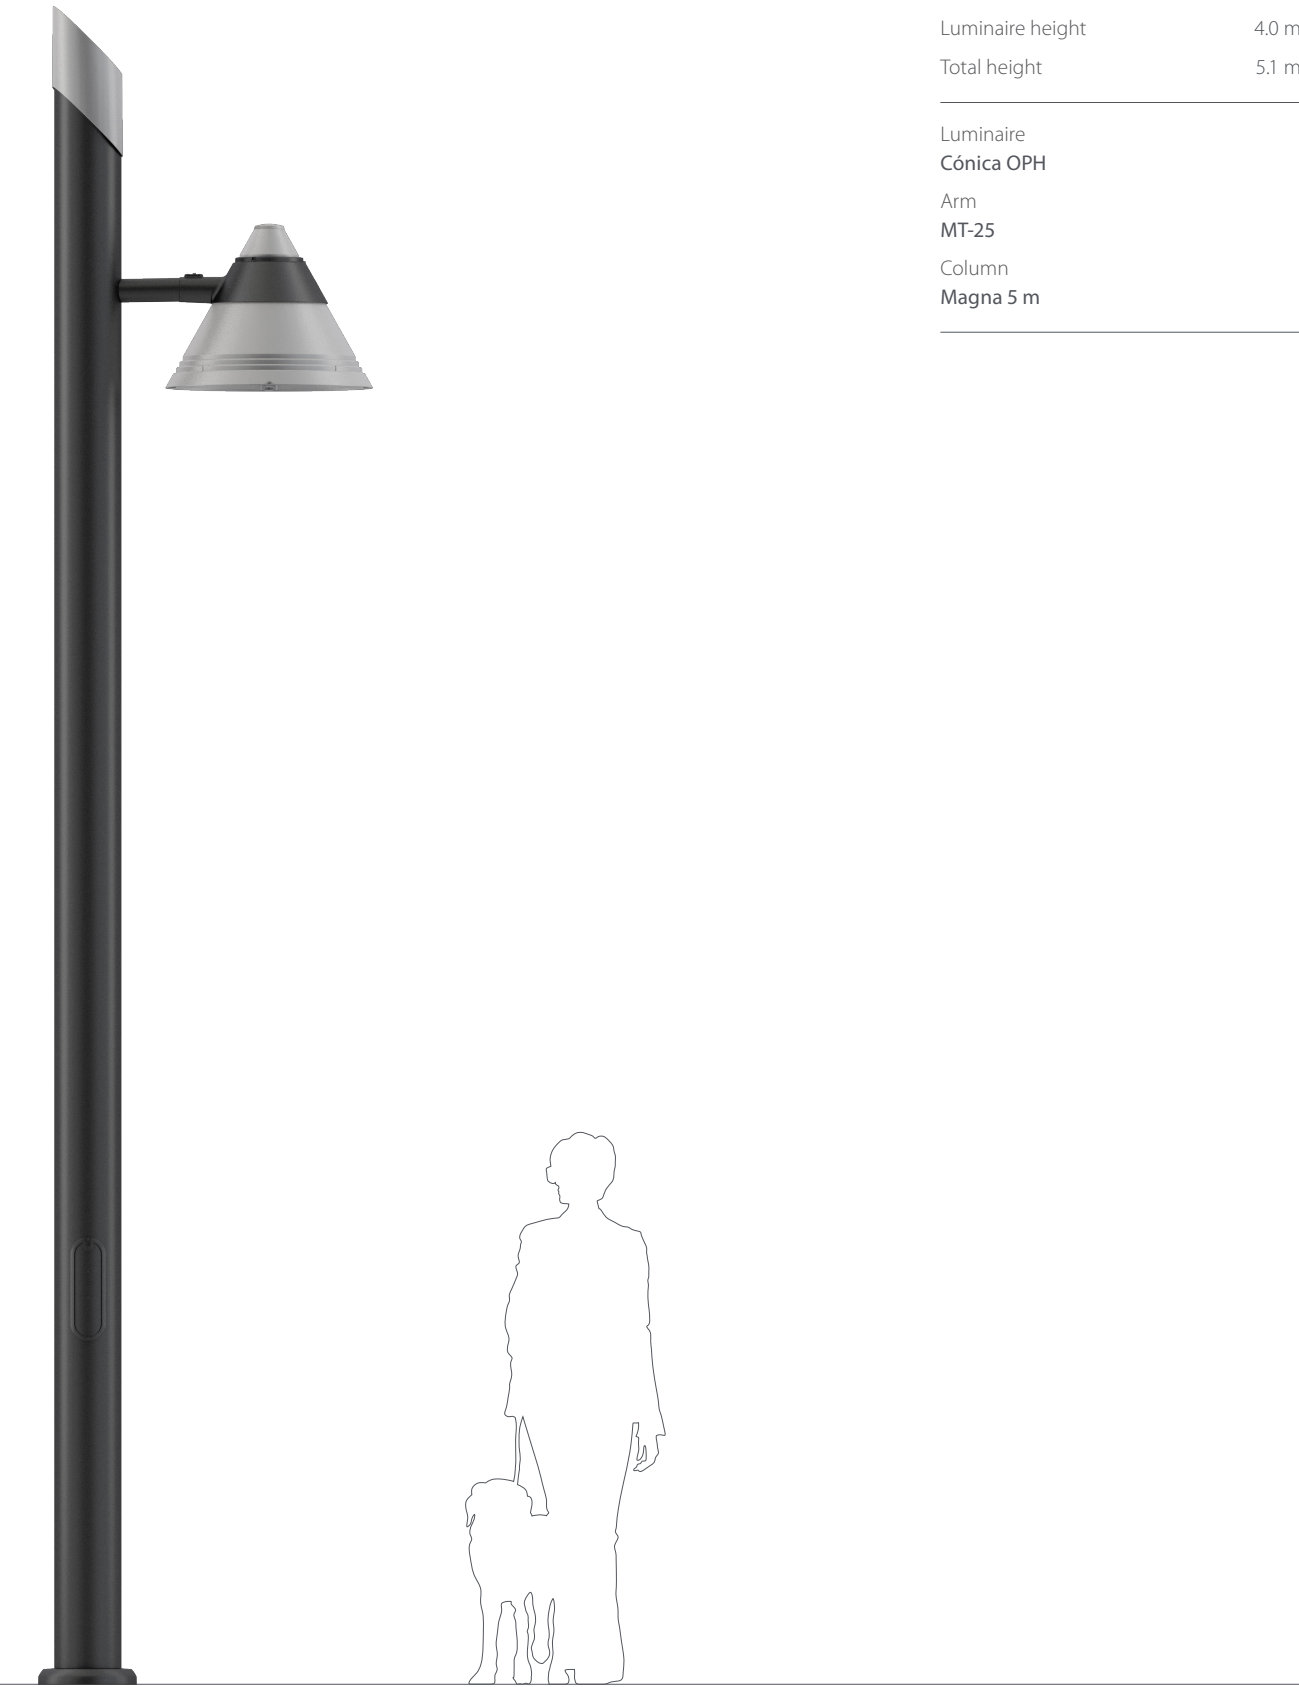 Luminaire height 4.0 m
Total height 5.1 m
Luminaire
Cónica OPH
Arm
MT-25
Column
Magna 5 m